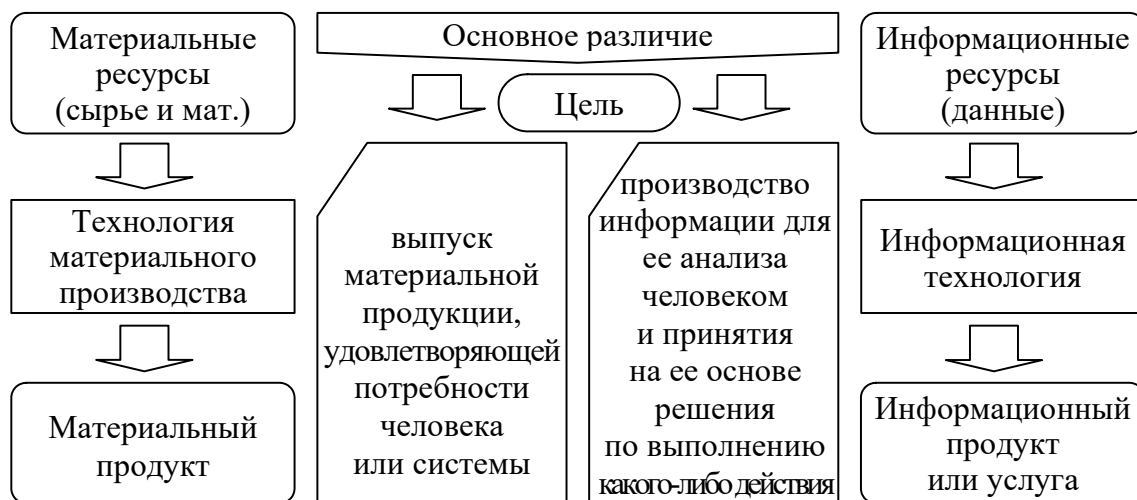 Материальные
ресурсы
(сырье и мат.)
Технология
материального
производства
Материальный
продукт
Основное различие
Цель
выпуск
материальной
продукции,
удовлетворяющей
потребности
человека
или системы
производство
информации для
ее анализа
человеком
и принятия
на ее основе
решения
по выполнению
какого-либо действия
Информационные
ресурсы
(данные)
Информационная
технология
Информационный
продукт
или услуга